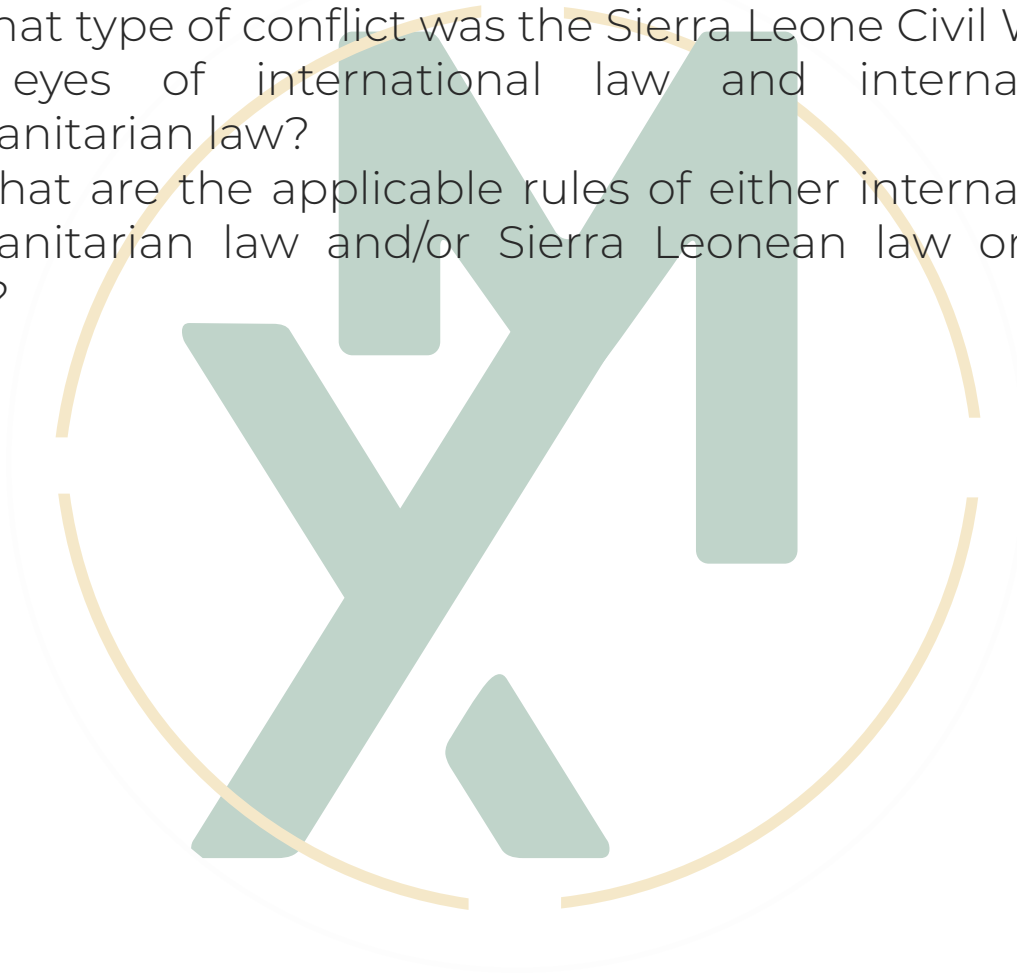 hat type of conflict was the Sierra Leone Civil W
eyes of international law and interna
anitarian law?
hat are the applicable rules of either interna
anitarian law and/or Sierra Leonean law or
?